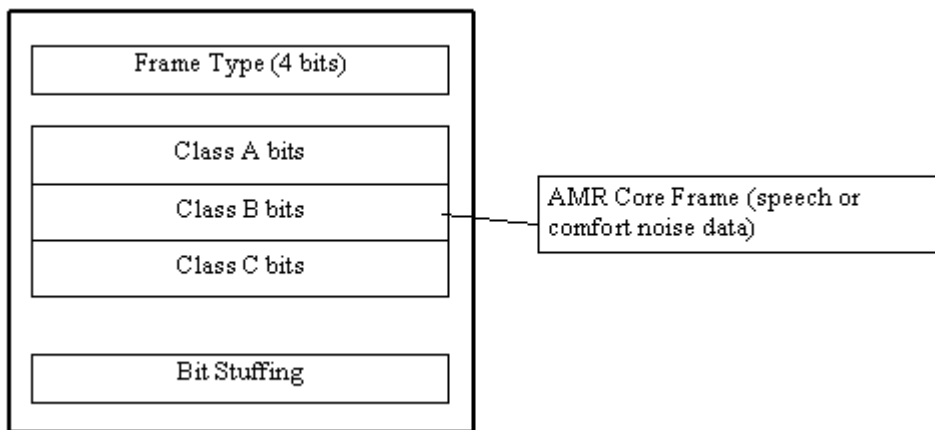 Frame Type (4 bits)
Class A bits
Class B bits
Class C bits
AMR Core Frame (speech or
comfort noise data)
Bit Stuffing